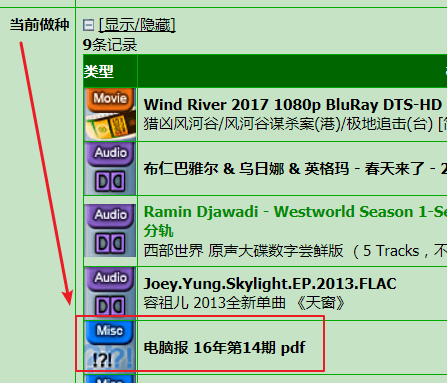 当前做种
[显示/隐藏]
9条记录
类型
Movie
Wind River 2017 1080p BluRay DTS-HD
猎凶风河谷/风河谷谋杀案(港)/极地追击(台)
Audio
布仁巴雅尔 & 乌日娜 & 英格玛 - 春天来了 - 2
Audio
Ramin Djawadi - Westworld Season 1-Se
分轨
西部世界 原声大碟数字尝鲜版（5 Tracks，不
Audio
Joey.Yung.Skylight.EP.2013.FLAC
容祖儿 2013全新单曲 《天窗》
Misc
!?!
电脑报 16年第14期 pdf